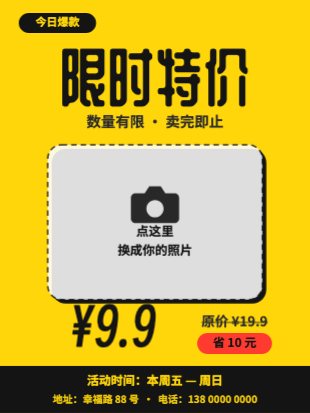 今日爆款
限时特价
数量有限 · 卖完即止
点这里
换成你的照片
¥9.9
原价 ¥19.9
省 10 元
活动时间：本周五 — 周日
地址：幸福路 88 号 · 电话：138 0000 0000